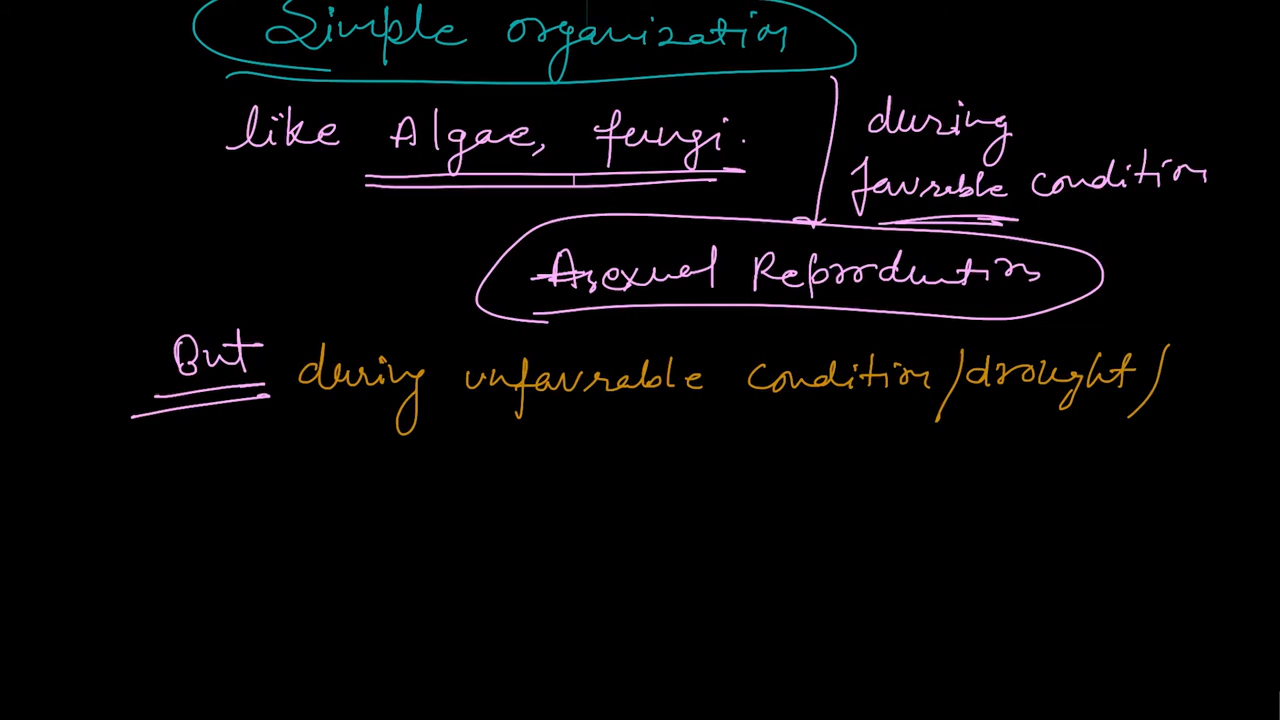 Simple organization
like Algae, fungi.
during
favorable condition
Asexual Reproduction
But during unfavorable condition/drought/